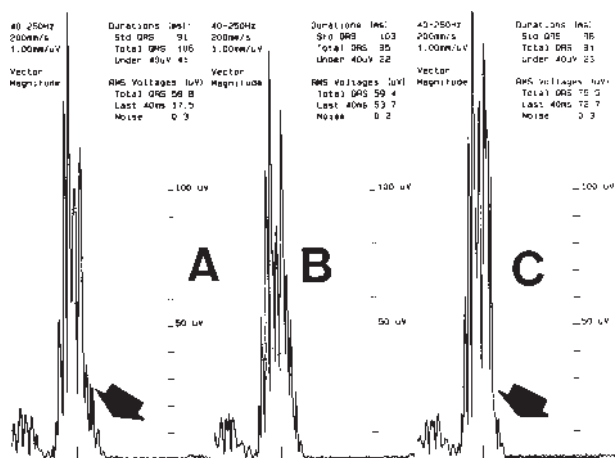 40-250Hz
200mm/s
1.00mm/uV
Vector
Magnitude
Durations (ms)
Std QRS 91
Total QRS 106
Under 40uV
RMS Voltages (uV)
Total QRS 58.8
Last 40ms 17.5
Noise 0.3
100 uV
50 uV
A
40-250Hz
200mm/s
1.00mm/uV
Vector
Magnitude
Durations (ms)
Std QRS 103
Total QRS 95
Under 40uV 22
RMS Voltages (uV)
Total QRS 59.4
Last 40ms 53.7
Noise 0.2
100 uV
50 uV
B
40-250Hz
200mm/s
1.00mm/uV
Vector
Magnitude
Durations (ms)
Std QRS
Total QRS 91
Under 40uV 23
RMS Voltages (uV)
Total QRS
Last 40ms 72.7
Noise 0.3
100 uV
50 uV
C